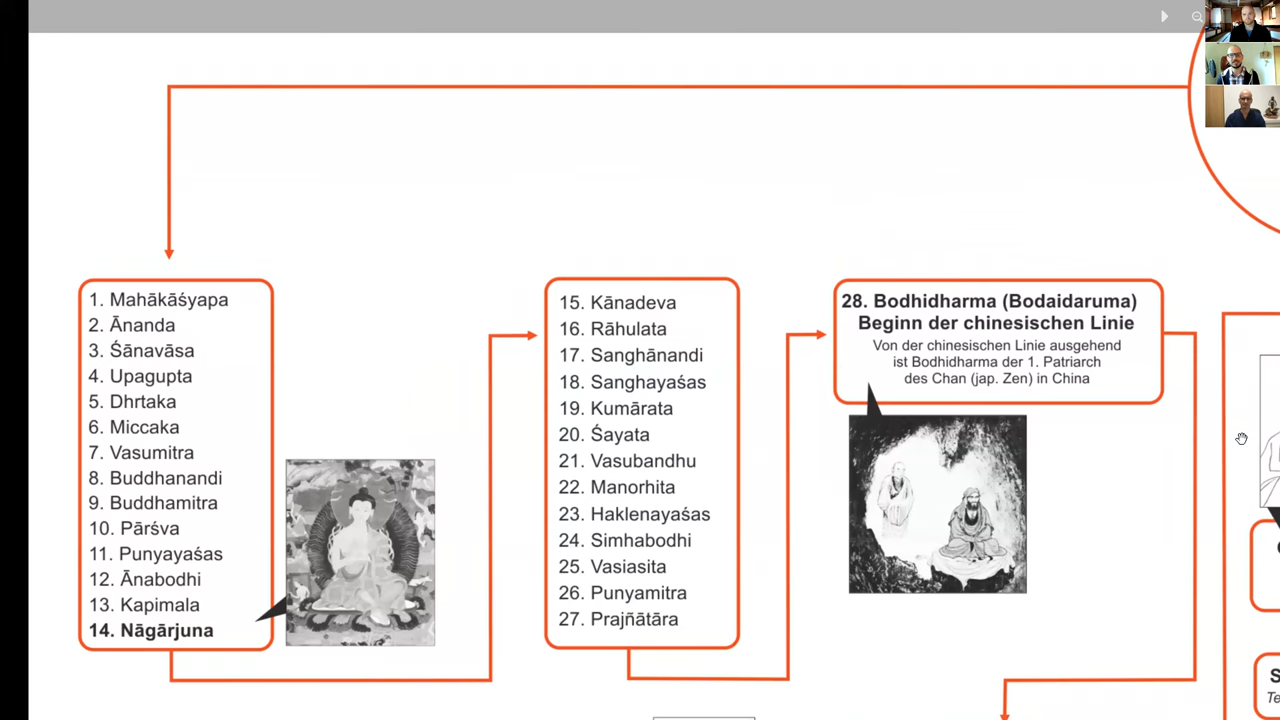 1. Mahākāśyapa
2. Ānanda
3. Śānavāsa
4. Upagupta
5. Dhrtaka
6. Miccaka
7. Vasumitra
8. Buddhanandi
9. Buddhamitra
10. Pārśva
11. Punyayaśas
12. Ānabodhi
13. Kapimala
14. Nāgārjuna
15. Kānadeva
16. Rāhulata
17. Sanghānandi
18. Sanghayaśas
19. Kumārata
20. Śayata
21. Vasubandhu
22. Manorhita
23. Haklenayaśas
24. Simhabodhi
25. Vasiasita
26. Punyamitra
27. Prajñātāra
28. Bodhidharma (Bodaidaruma)
Beginn der chinesischen Linie
Von der chinesischen Linie ausgehend
ist Bodhidharma der 1. Patriarch
des Chan (jap. Zen) in China